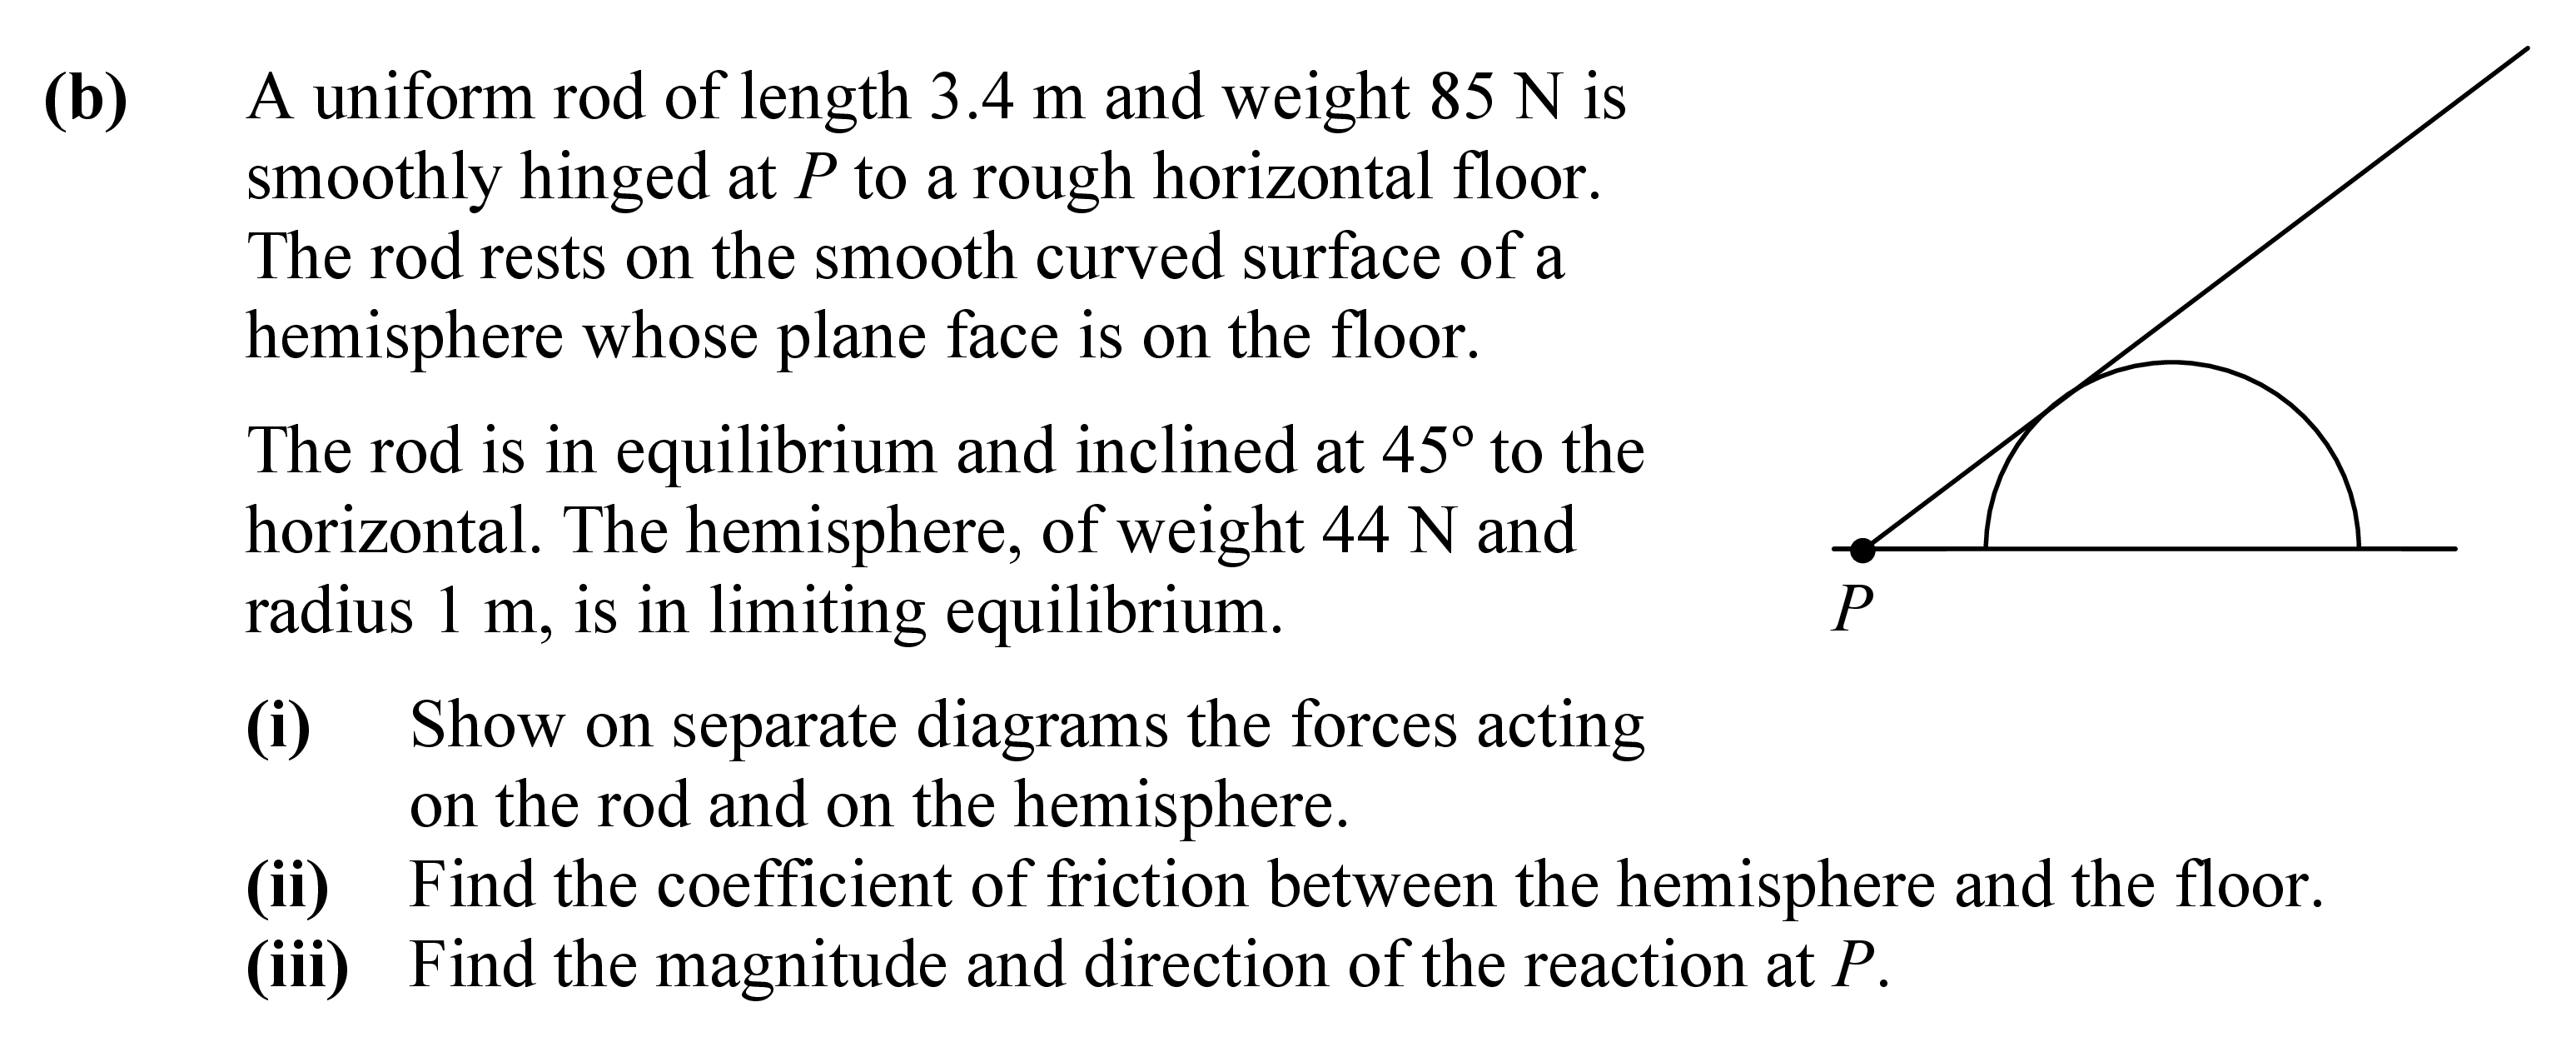 (b) A uniform rod of length 3.4 m and weight 85 N is
smoothly hinged at P to a rough horizontal floor.
The rod rests on the smooth curved surface of a
hemisphere whose plane face is on the floor.
The rod is in equilibrium and inclined at 45º to the
horizontal. The hemisphere, of weight 44 N and
radius 1 m, is in limiting equilibrium.
P
(i) Show on separate diagrams the forces acting
on the rod and on the hemisphere.
(ii) Find the coefficient of friction between the hemisphere and the floor.
(iii) Find the magnitude and direction of the reaction at P.